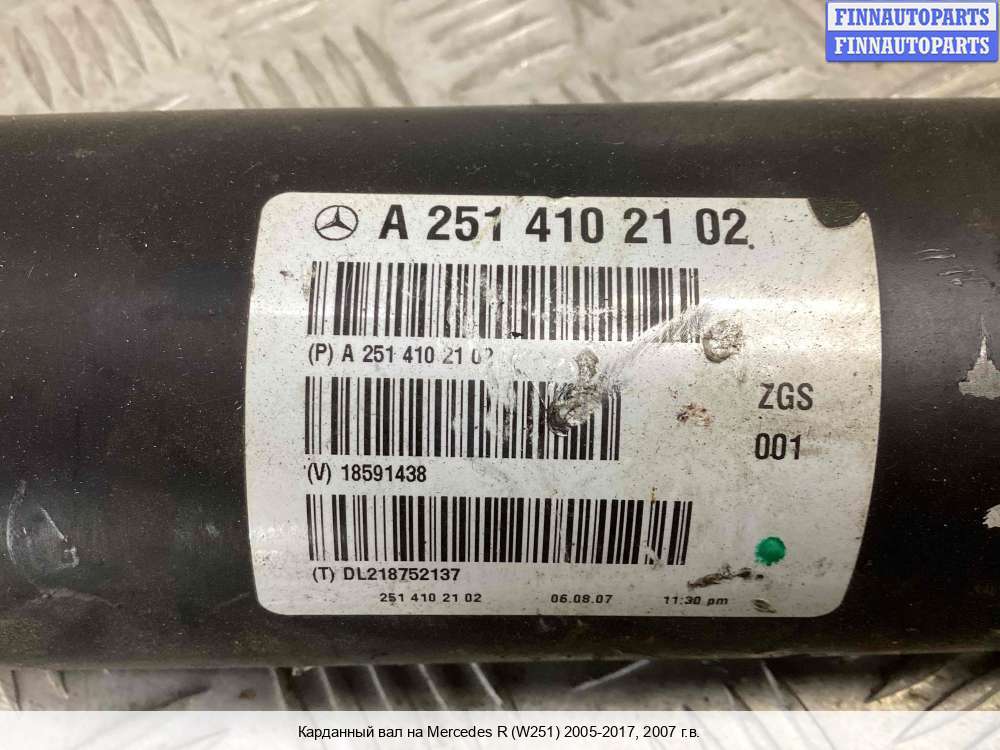 FINNAUTOPARTS
FINNAUTOPARTS
A 251 410 21 02
(P) A 251 410 21 02
ZGS
001
(V) 18591438
(T) DL218752137
251 410 21 02 06.08.07 11:30 pm
Карданный вал на Mercedes R (W251) 2005-2017, 2007 г.в.